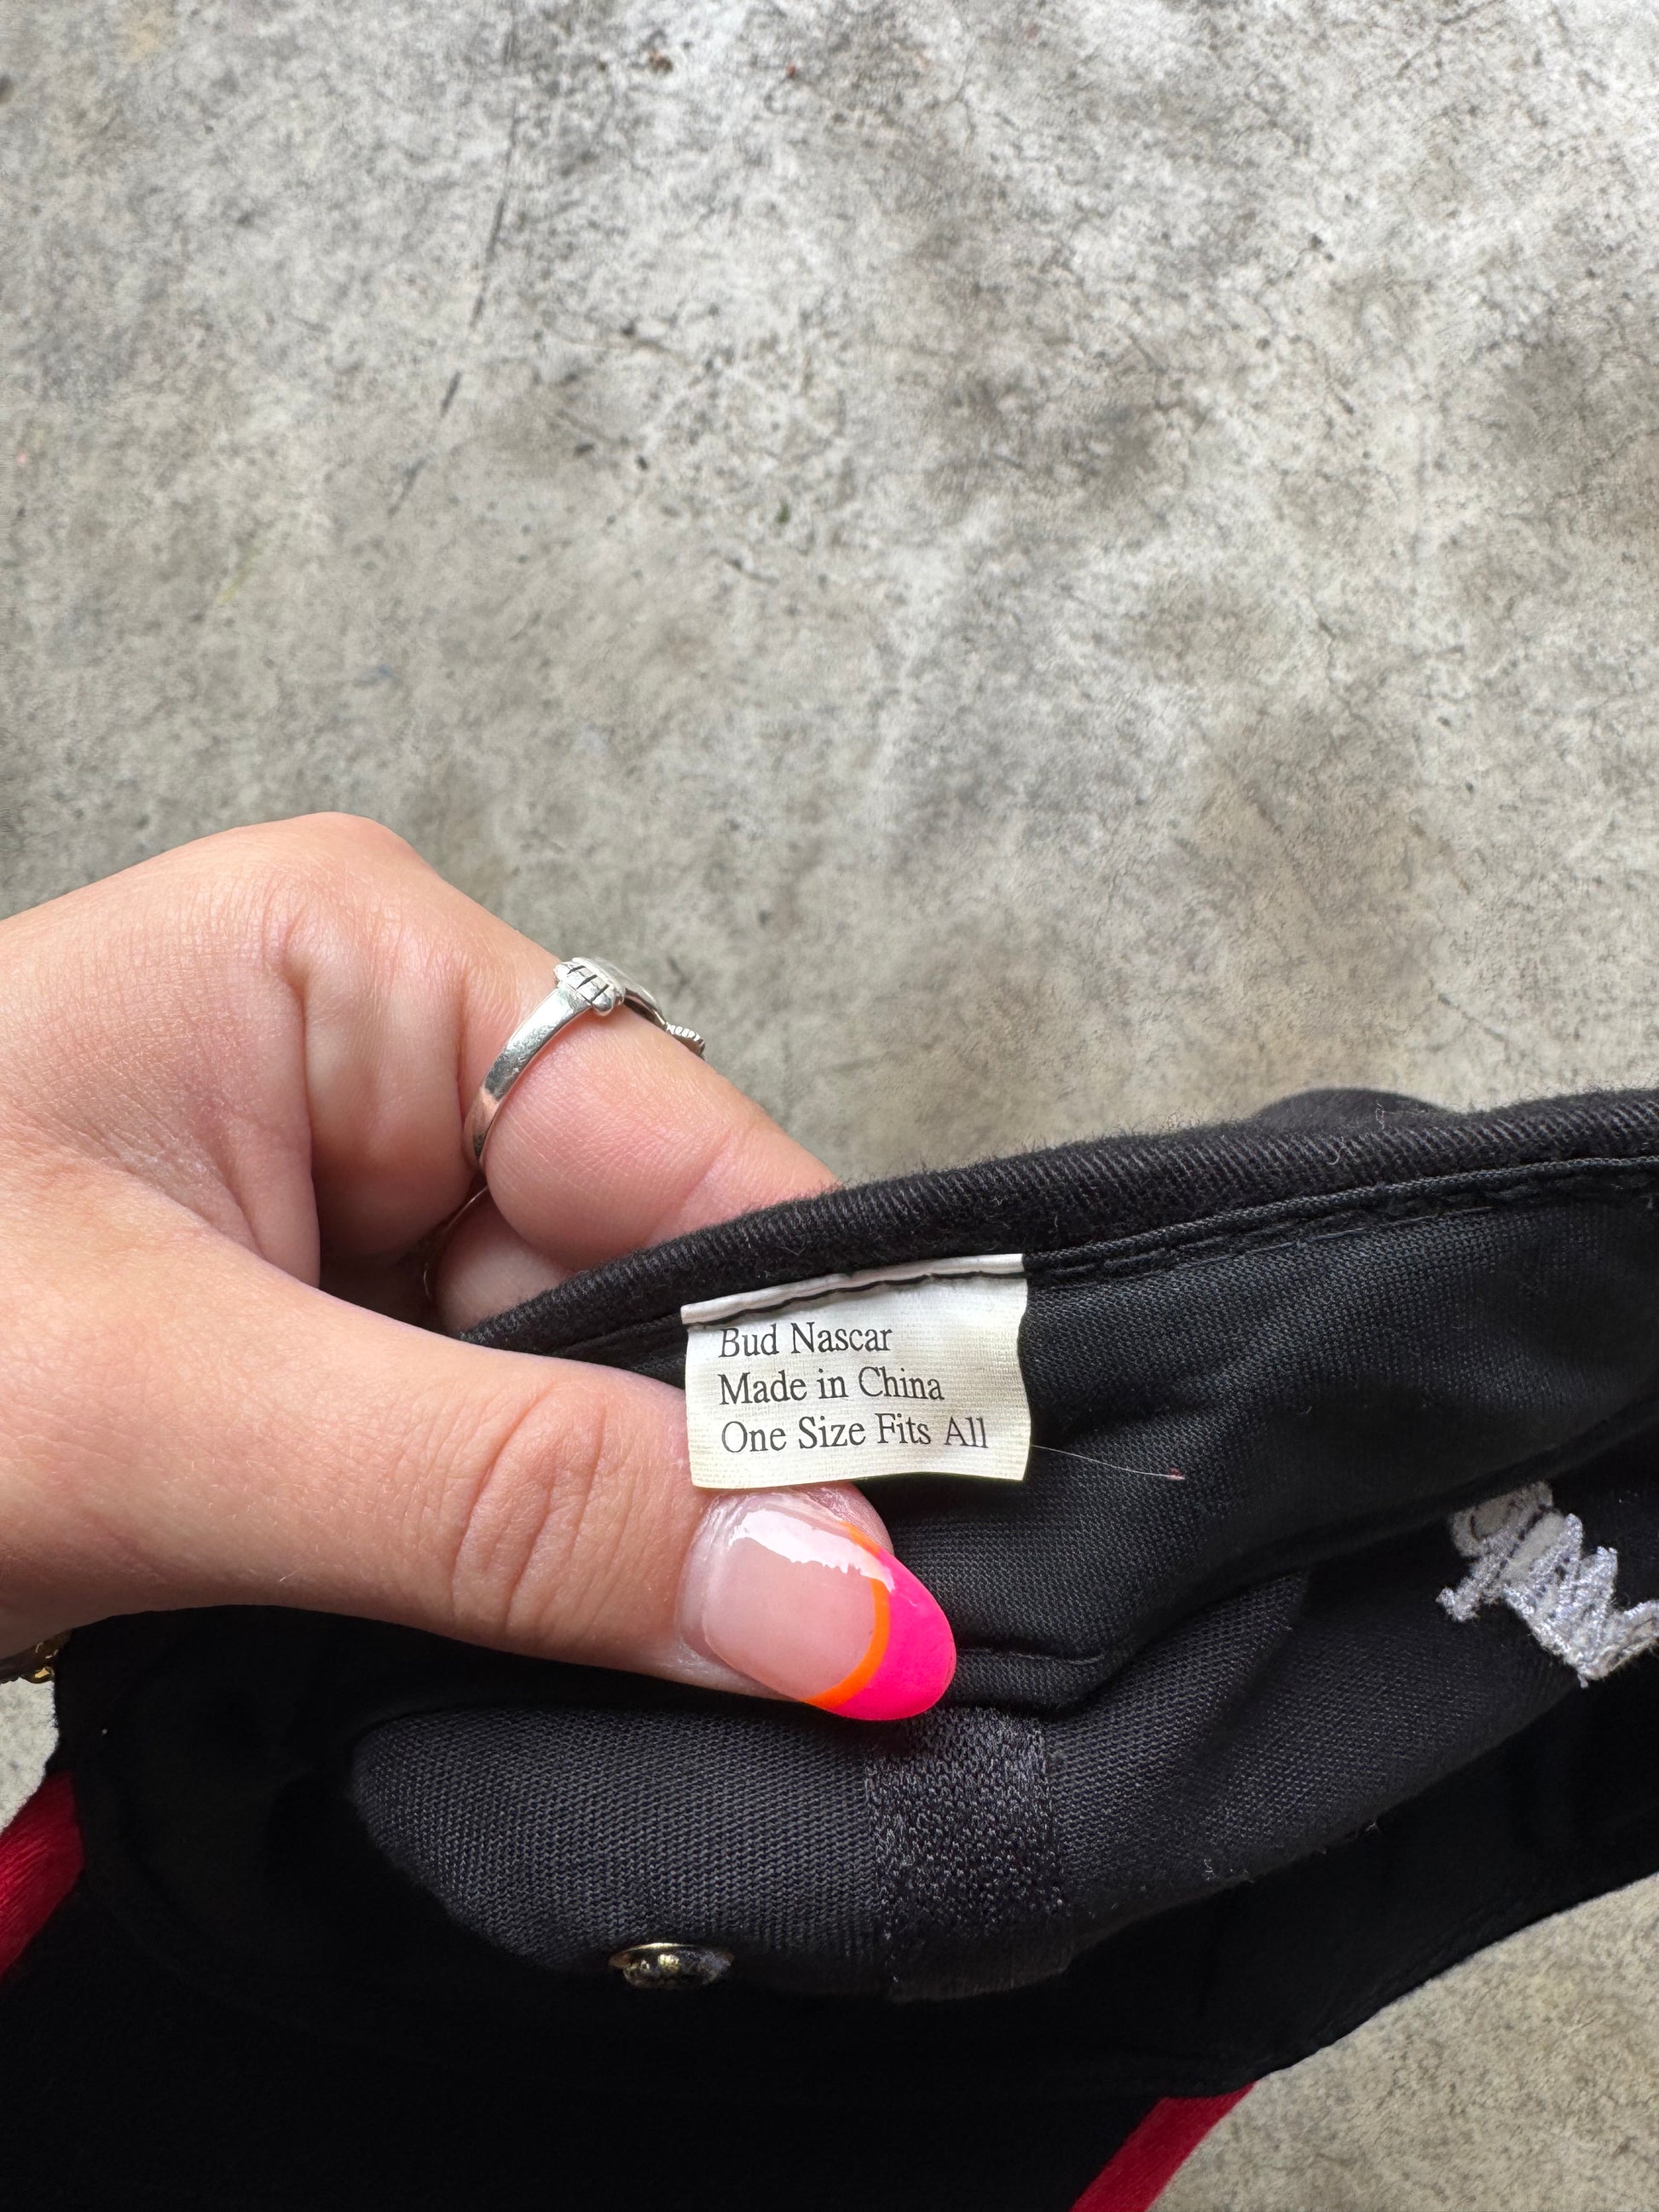 Bud Nascar
Made in China
One Size Fits All